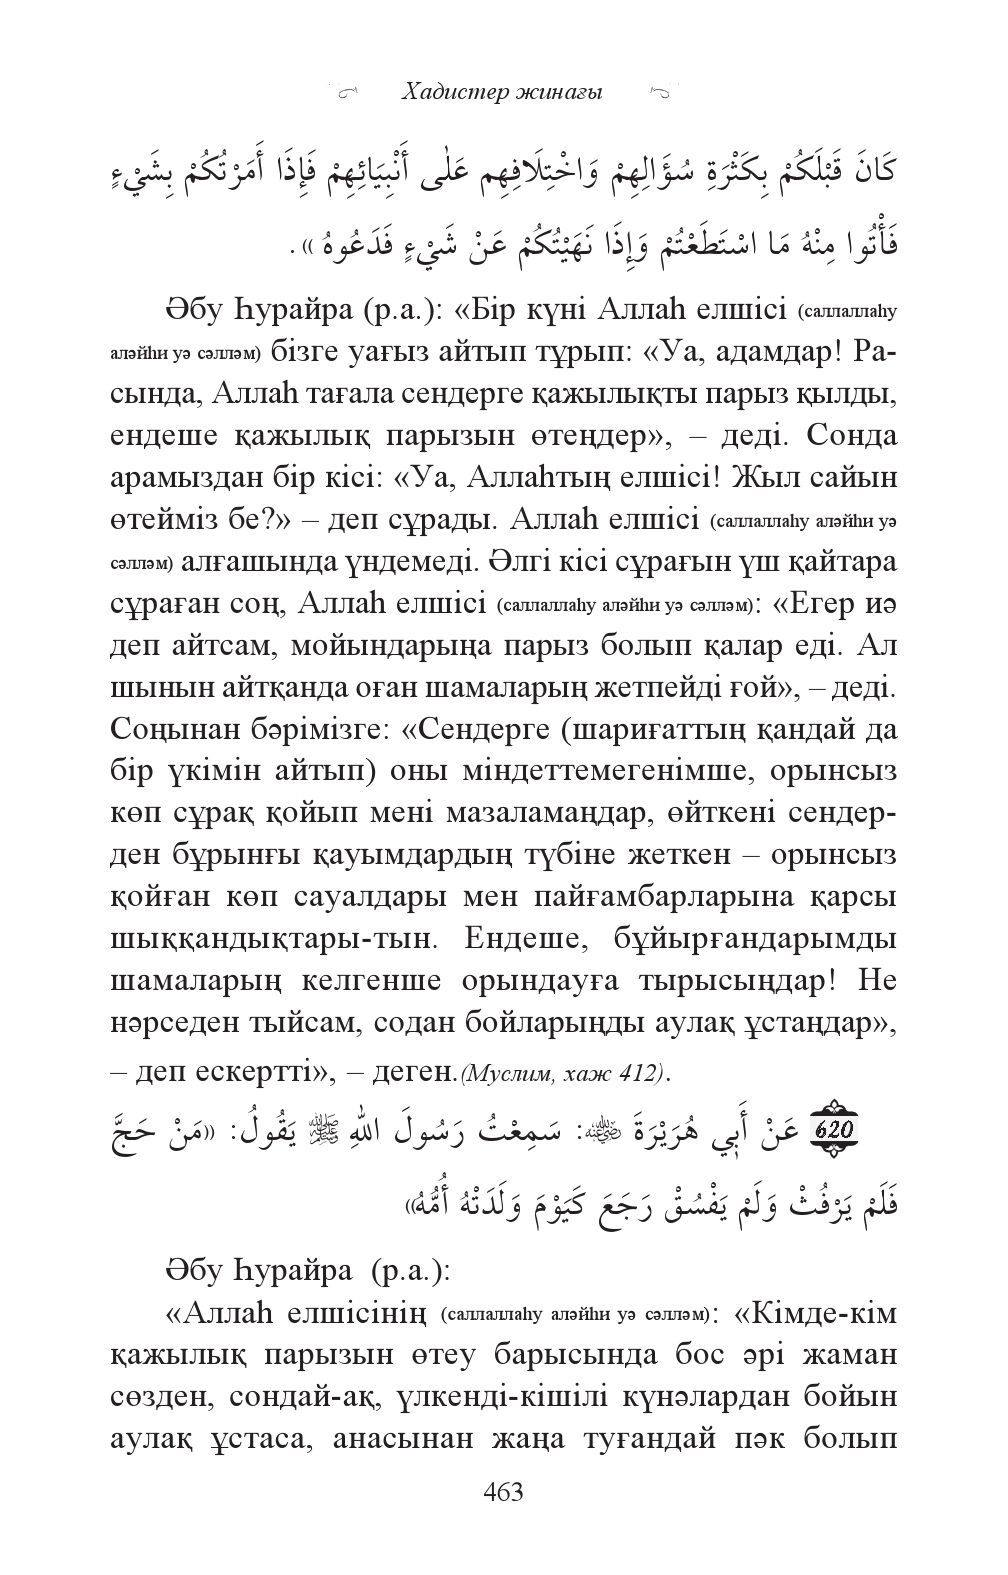 Хадистер жинағы
كَانَ قَبْلَكُمْ بِكَثْرَةِ سُؤَالِهِمْ وَاخْتِلَافِهِم عَلٰى أَنْبِيَائِهِمْ فَإِذَا أَمَرْتُكُمْ بِشَيْءٍ
فَأْتُوا مِنْهُ مَا اسْتَطَعْتُمْ وَإِذَا نَهَيْتُكُمْ عَنْ شَيْءٍ فَدَعُوهُ».
Әбу Һурайра (р.а.): «Бір күні Аллаһ елшісі (саллаллаһу
аләйһи уә сәлләм) бізге уағыз айтып тұрып: «Уа, адамдар! Ра-
сында, Аллаһ тағала сендерге қажылықты парыз қылды,
ендеше қажылық парызын өтеңдер», – деді. Сонда
арамыздан бір кісі: «Уа, Аллаһтың елшісі! Жыл сайын
өтейміз бе?» – деп сұрады. Аллаһ елшісі (саллаллаһу аләйһи уә
сәлләм) алғашында үндемеді. Әлгі кісі сұрағын үш қайтара
сұраған соң, Аллаһ елшісі (саллаллаһу аләйһи уә сәлләм): «Егер иә
деп айтсам, мойындарыңа парыз болып қалар еді. Ал
шынын айтқанда оған шамаларың жетпейді ғой», – деді.
Соңынан бәрімізге: «Сендерге (шариғаттың қандай да
бір үкімін айтып) оны міндеттемегенімше, орынсыз
көп сұрақ қойып мені мазаламаңдар, өйткені сендер-
ден бұрынғы қауымдардың түбіне жеткен – орынсыз
қойған көп сауалдары мен пайғамбарларына қарсы
шыққандықтары-тын. Ендеше, бұйырғандарымды
шамаларың келгенше орындауға тырысыңдар! Не
нәрседен тыйсам, содан бойларыңды аулақ ұстаңдар»,
– деп ескертті», – деген.(Муслим, хаж 412).
620 عَنْ أَبِي هُرَيْرَةَ ﷺ: سَمِعْتُ رَسُولَ اللهِ ﷺ يَقُولُ: «مَنْ حَجَّ
فَلَمْ يَرْفُثْ وَلَمْ يَفْسُقْ رَجَعَ كَيَوْمَ وَلَدَتْهُ أُمُّهُ»
Әбу Һурайра (р.а.):
«Аллаһ елшісінің (саллаллаһу аләйһи уә сәлләм): «Кімде-кім
қажылық парызын өтеу барысында бос әрі жаман
сөзден, сондай-ақ, үлкенді-кішілі күнәлардан бойын
аулақ ұстаса, анасынан жаңа туғандай пәк болып
463